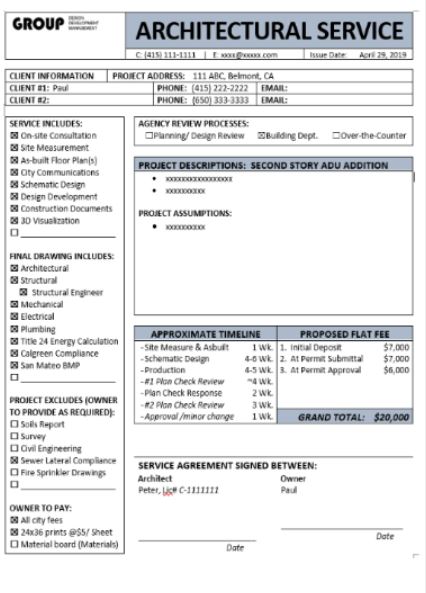 GROUP DESIGN DEVELOPMENT MANAGEMENT
ARCHITECTURAL SERVICE
C: (415) 111-1111 | E: xxxx@xxxxx.com Issue Date: April 29, 2019
CLIENT INFORMATION PROJECT ADDRESS: 111 ABC, Belmont, CA
CLIENT #1: Paul PHONE: (415) 222-2222 EMAIL:
CLIENT #2: PHONE: (650) 333-3333 EMAIL:
SERVICE INCLUDES:
☒ On-site Consultation
☒ Site Measurement
☒ As-built Floor Plan(s)
☒ City Communications
☒ Schematic Design
☒ Design Development
☒ Construction Documents
☒ 3D Visualization
☐
FINAL DRAWING INCLUDES:
☒ Architectural
☒ Structural
☒ Structural Engineer
☒ Mechanical
☒ Electrical
☒ Plumbing
☒ Title 24 Energy Calculation
☒ Calgreen Compliance
☒ San Mateo BMP
☐
PROJECT EXCLUDES (OWNER
TO PROVIDE AS REQUIRED):
☐ Soils Report
☐ Survey
☐ Civil Engineering
☒ Sewer Lateral Compliance
☐ Fire Sprinkler Drawings
☐
OWNER TO PAY:
☒ All city fees
☒ 24x36 prints @$5/ Sheet
☐ Material board (Materials)
AGENCY REVIEW PROCESSES:
☐Planning/ Design Review ☒Building Dept. ☐Over-the-Counter
PROJECT DESCRIPTIONS: SECOND STORY ADU ADDITION
• xxxxxxxxxxxxxxxxx
• xxxxxxxxxx
PROJECT ASSUMPTIONS:
• xxxxxxxxxx
APPROXIMATE TIMELINE
-Site Measure & Asbuilt 1 Wk.
-Schematic Design 4-6 Wk.
-Production 4-5 Wk.
-#1 Plan Check Review ~4 Wk.
-Plan Check Response 2 Wk.
-#2 Plan Check Review 3 Wk.
-Approval /minor change 1 Wk.
PROPOSED FLAT FEE
1. Initial Deposit $7,000
2. At Permit Submittal $7,000
3. At Permit Approval $6,000
GRAND TOTAL: $20,000
SERVICE AGREEMENT SIGNED BETWEEN:
Architect Owner
Peter, Lic# C-1111111 Paul
Date Date